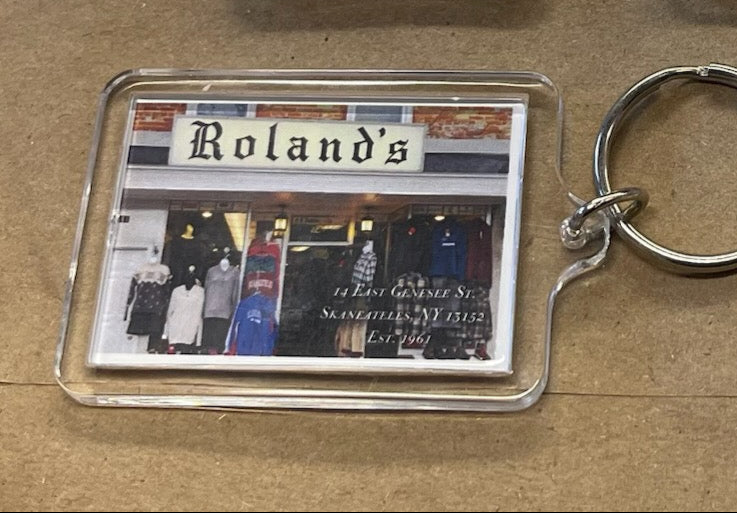 Roland's
14 East Genesee St.
Skaneateles, NY 13152
Est. 1961